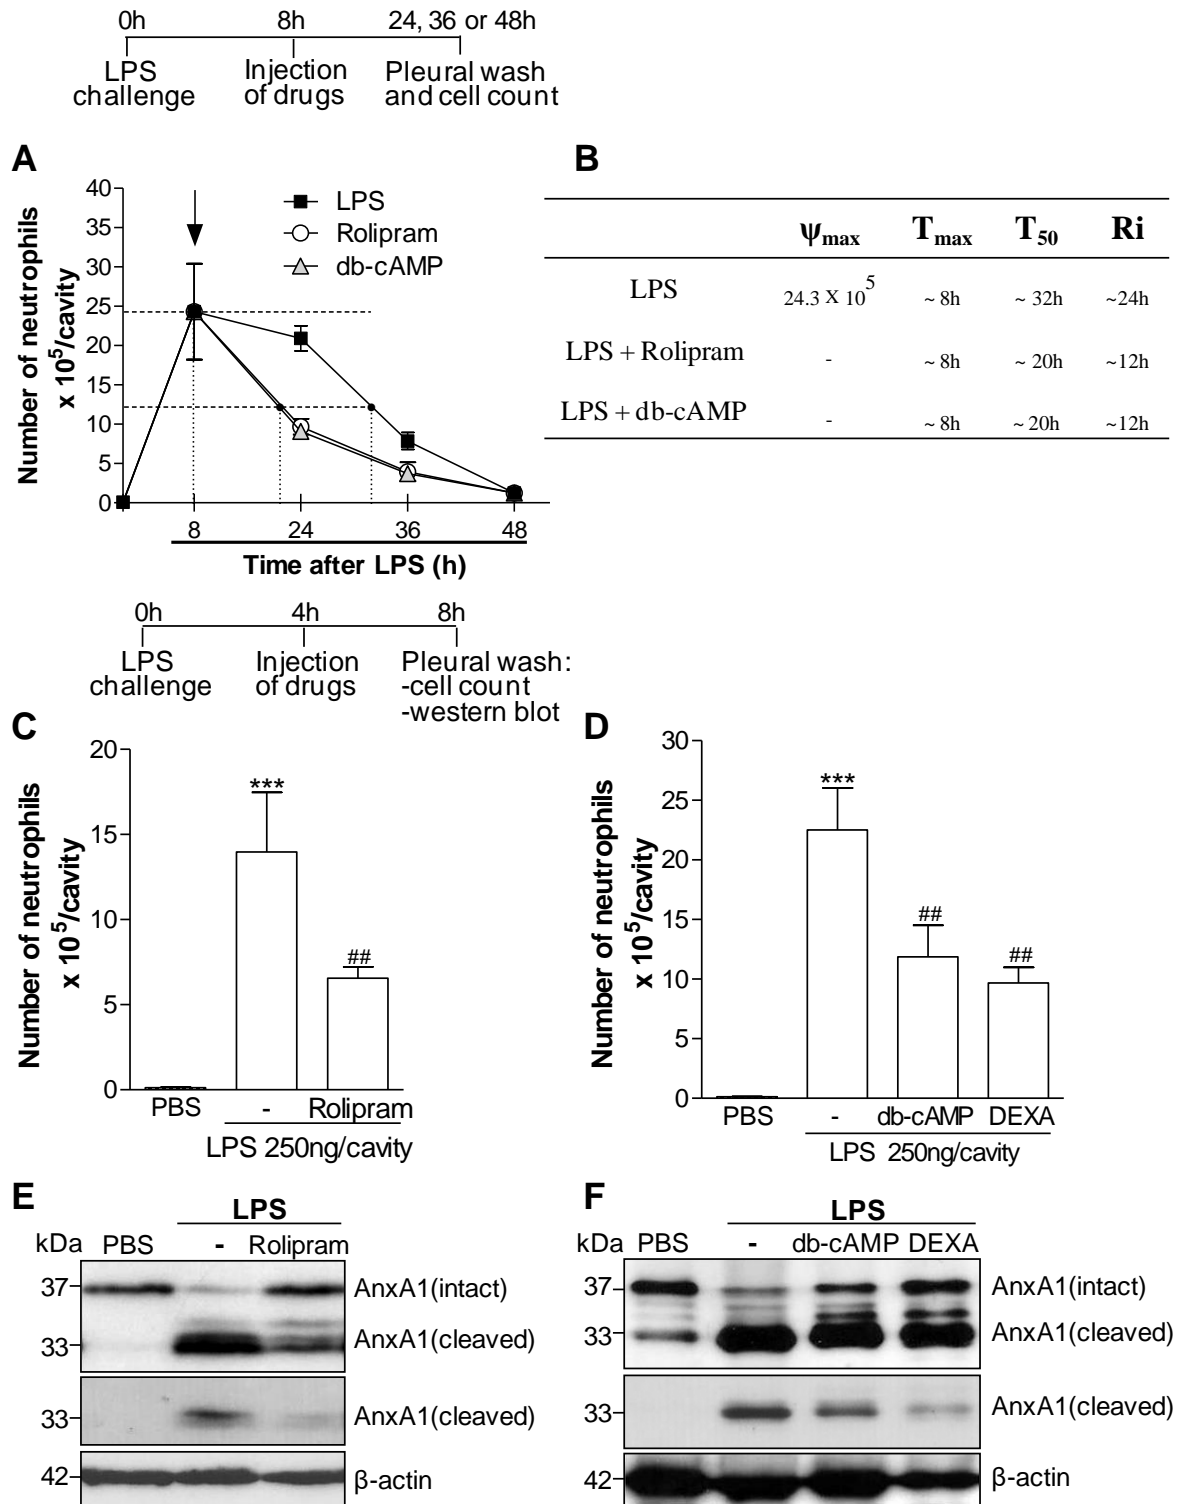 0h 8h 24, 36 or 48h
LPS challenge Injection of drugs Pleural wash and cell count
A
Number of neutrophils
x 10⁵/cavity
40
35
30
25
20
15
10
5
0
LPS
Rolipram
db-cAMP
8 24 36 48
Time after LPS (h)
B
ψmax Tmax T50 Ri
LPS 24.3 X 10⁵ ~ 8h ~ 32h ~24h
LPS + Rolipram - ~ 8h ~ 20h ~12h
LPS + db-cAMP - ~ 8h ~ 20h ~12h
0h 4h 8h
LPS challenge Injection of drugs Pleural wash:
-cell count
-western blot
C
Number of neutrophils
x 10⁵/cavity
20
15
10
5
0
***
##
PBS - Rolipram
LPS 250ng/cavity
D
Number of neutrophils
x 10⁵/cavity
30
25
20
15
10
5
0
***
##
##
PBS - db-cAMP DEXA
LPS 250ng/cavity
E
LPS
kDa PBS - Rolipram
37 AnxA1(intact)
33 AnxA1(cleaved)
33 AnxA1(cleaved)
42 β-actin
F
LPS
kDa PBS - db-cAMP DEXA
37 AnxA1(intact)
33 AnxA1(cleaved)
33 AnxA1(cleaved)
42 β-actin